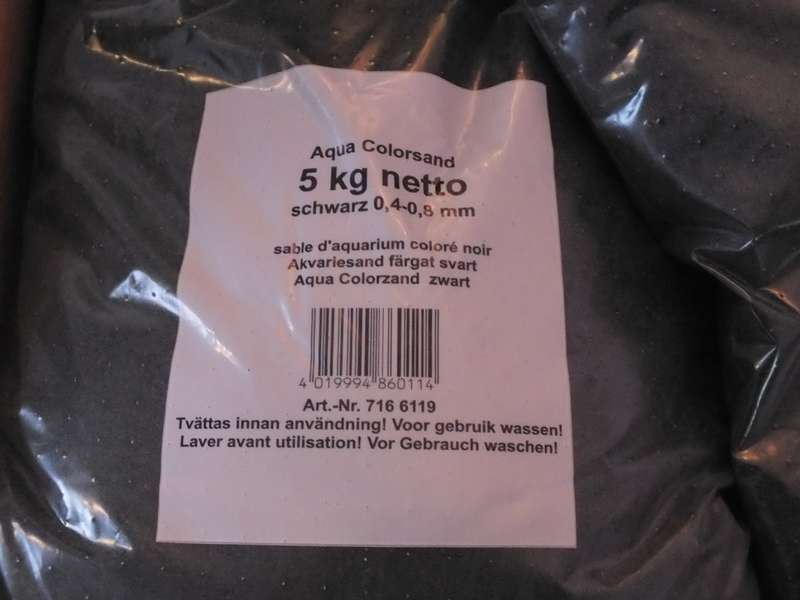 Aqua Colorsand
5 kg netto
schwarz 0,4-0,8 mm
sable d'aquarium coloré noir
Akvariesand färgat svart
Aqua Colorzand zwart
4 019994 860114
Art.-Nr. 716 6119
Tvättas innan användning! Voor gebruik wassen!
Laver avant utilisation! Vor Gebrauch waschen!